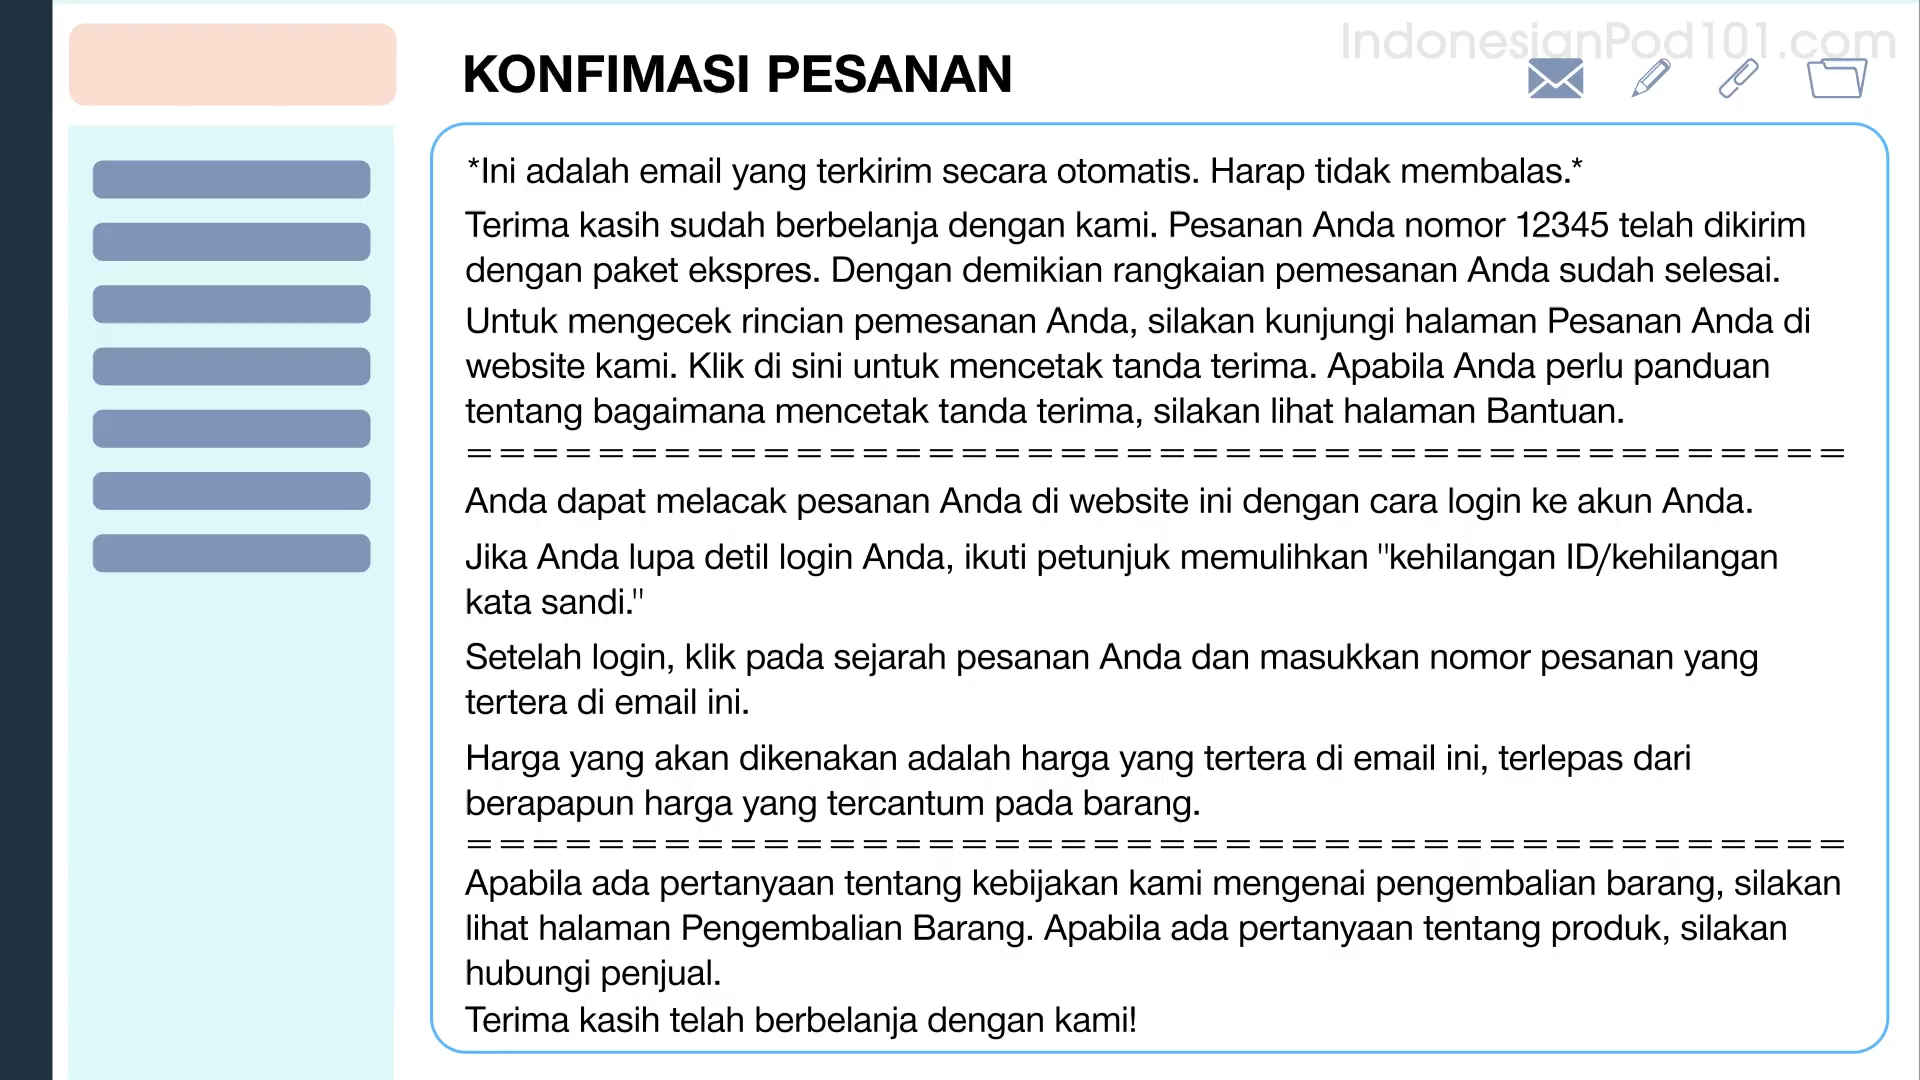 IndonesianPod101.com
KONFIMASI PESANAN
*Ini adalah email yang terkirim secara otomatis. Harap tidak membalas.*
Terima kasih sudah berbelanja dengan kami. Pesanan Anda nomor 12345 telah dikirim
dengan paket ekspres. Dengan demikian rangkaian pemesanan Anda sudah selesai.
Untuk mengecek rincian pemesanan Anda, silakan kunjungi halaman Pesanan Anda di
website kami. Klik di sini untuk mencetak tanda terima. Apabila Anda perlu panduan
tentang bagaimana mencetak tanda terima, silakan lihat halaman Bantuan.
==========================================
Anda dapat melacak pesanan Anda di website ini dengan cara login ke akun Anda.
Jika Anda lupa detil login Anda, ikuti petunjuk memulihkan "kehilangan ID/kehilangan
kata sandi."
Setelah login, klik pada sejarah pesanan Anda dan masukkan nomor pesanan yang
tertera di email ini.
Harga yang akan dikenakan adalah harga yang tertera di email ini, terlepas dari
berapapun harga yang tercantum pada barang.
==========================================
Apabila ada pertanyaan tentang kebijakan kami mengenai pengembalian barang, silakan
lihat halaman Pengembalian Barang. Apabila ada pertanyaan tentang produk, silakan
hubungi penjual.
Terima kasih telah berbelanja dengan kami!